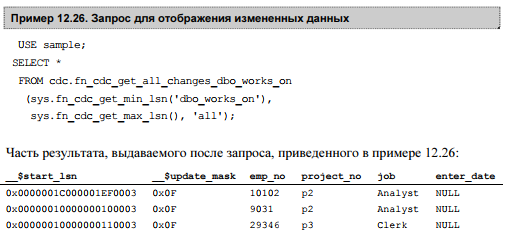 Пример 12.26. Запрос для отображения измененных данных
USE sample;
SELECT *
FROM cdc.fn_cdc_get_all_changes_dbo_works_on
(sys.fn_cdc_get_min_lsn('dbo_works_on'),
sys.fn_cdc_get_max_lsn(), 'all');
Часть результата, выдаваемого после запроса, приведенного в примере 12.26:
__$start_lsn __$update_mask emp_no project_no job enter_date
0x0000001C000001EF0003 0x0F 10102 p2 Analyst NULL
0x00000010000000100003 0x0F 9031 p2 Analyst NULL
0x00000010000000110003 0x0F 29346 p3 Clerk NULL